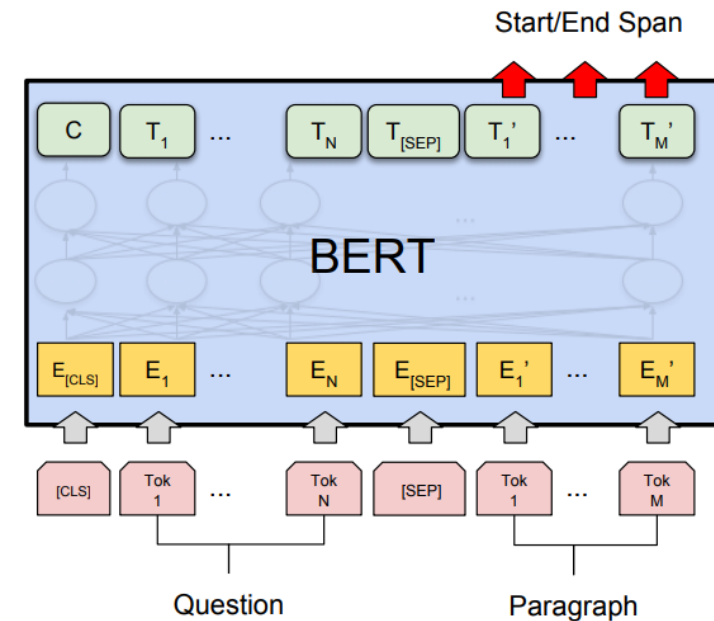 Start/End Span
C T1 ... TN T[SEP] T1’ ... TM’
...
BERT
...
E[CLS] E1 ... EN E[SEP] E1’ ... EM’
[CLS] Tok 1 ... Tok N [SEP] Tok 1 ... Tok M
Question Paragraph